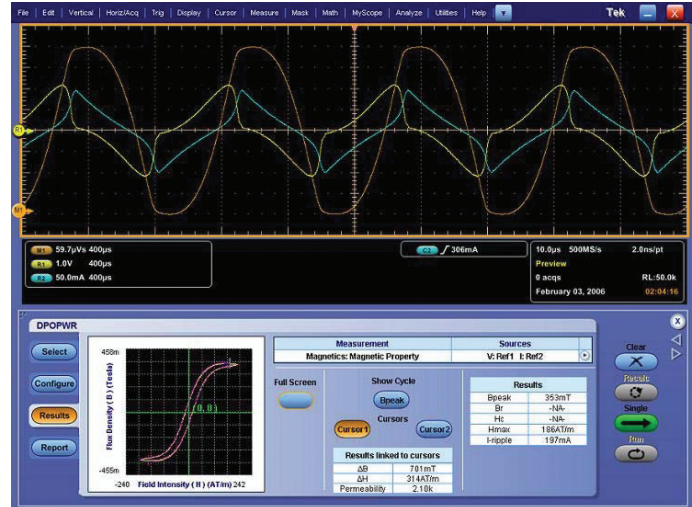 File Edit Vertical Horiz/Acq Trig Display Cursor Measure Mask Math MyScope Analyze Utilities Help Tek X
R1
M1
M1 59.7µVs 400µs
R1 1.0V 400µs
R2 50.0mA 400µs
C2 306mA
10.0µs 500MS/s 2.0ns/pt
Preview
0 acqs RL:50.0k
February 03, 2006 02:04:16
DPOPWR
X
Select
Configure
Results
Report
458m
Flux Density ( B ) (Tesla)
( 0, 0 )
-455m
-240 Field Intensity ( H ) (AT/m) 242
Measurement Sources
Magnetics: Magnetic Property V: Ref1 I: Ref2
Full Screen
Show Cycle
Bpeak
Cursors
Cursor1 Cursor2
Results linked to cursors
ΔB 701mT
ΔH 314AT/m
Permeability 2.10k
Results
Bpeak 353mT
Br -NA-
Hc -NA-
Hmax 186AT/m
I-ripple 197mA
Clear
Recalc
Single
Run